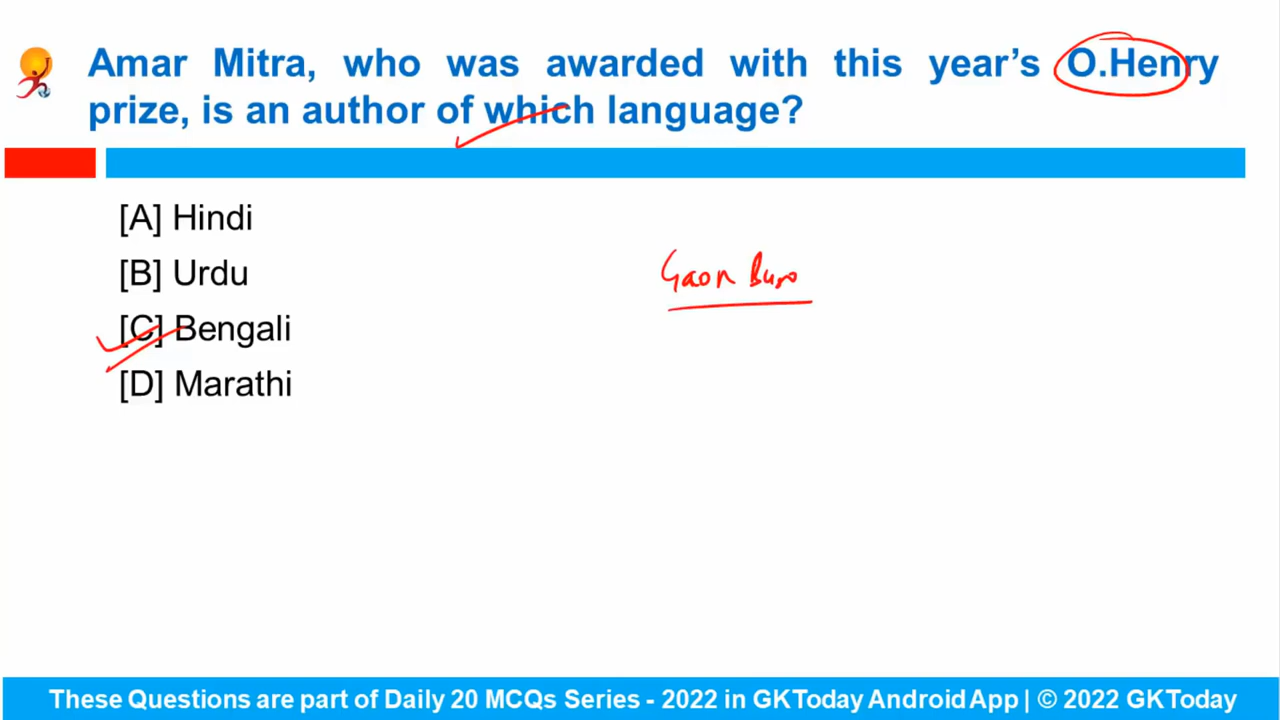 Amar Mitra, who was awarded with this year's O.Henry
prize, is an author of which language?
[A] Hindi
[B] Urdu
Gaon Buro
[C] Bengali
[D] Marathi
These Questions are part of Daily 20 MCQs Series - 2022 in GKToday Android App | © 2022 GKToday